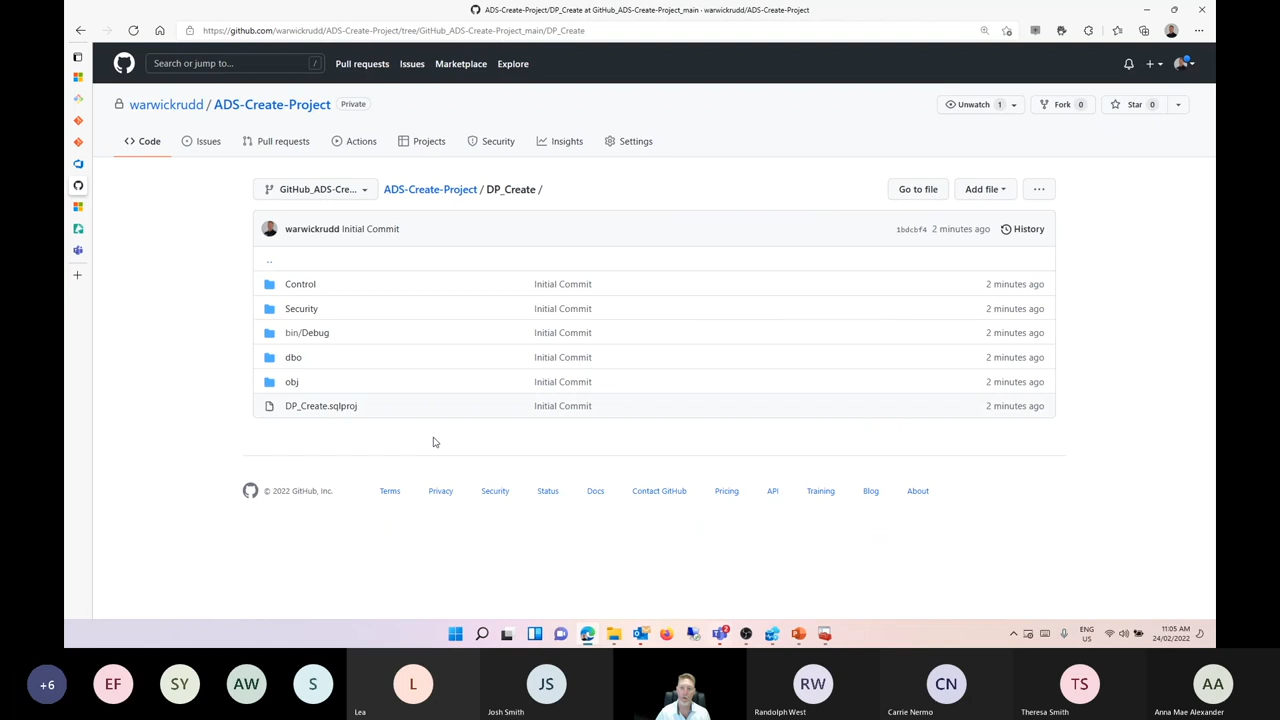 ADS-Create-Project/DP_Create at GitHub_ADS-Create-Project_main · warwickrudd/ADS-Create-Project
https://github.com/warwickrudd/ADS-Create-Project/tree/GitHub_ADS-Create-Project_main/DP_Create
Search or jump to... /
Pull requests Issues Marketplace Explore
warwickrudd / ADS-Create-Project Private
Unwatch 1 Fork 0 Star 0
<> Code Issues Pull requests Actions Projects Security Insights Settings
GitHub_ADS-Cre... ADS-Create-Project / DP_Create /
Go to file Add file ...
warwickrudd Initial Commit 1bdcbf4 2 minutes ago History
..
Control Initial Commit 2 minutes ago
Security Initial Commit 2 minutes ago
bin/Debug Initial Commit 2 minutes ago
dbo Initial Commit 2 minutes ago
obj Initial Commit 2 minutes ago
DP_Create.sqlproj Initial Commit 2 minutes ago
© 2022 GitHub, Inc. Terms Privacy Security Status Docs Contact GitHub Pricing API Training Blog About
2
ENG
US
11:05 AM
24/02/2022
+6 EF SY AW S L JS RW CN TS AA
Lea Josh Smith Randolph West Carrie Nermo Theresa Smith Anna Mae Alexander